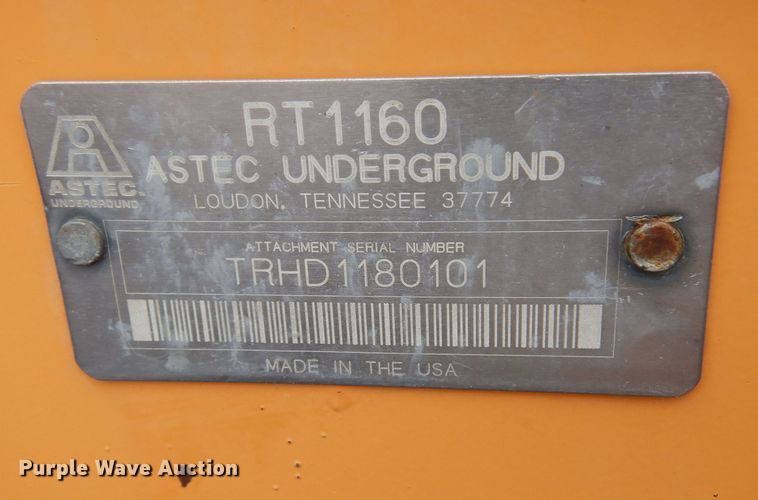 RT1160
ASTEC UNDERGROUND
LOUDON, TENNESSEE 37774
ASTEC
UNDERGROUND
ATTACHMENT SERIAL NUMBER
TRHD1180101
MADE IN THE USA
Purple Wave Auction